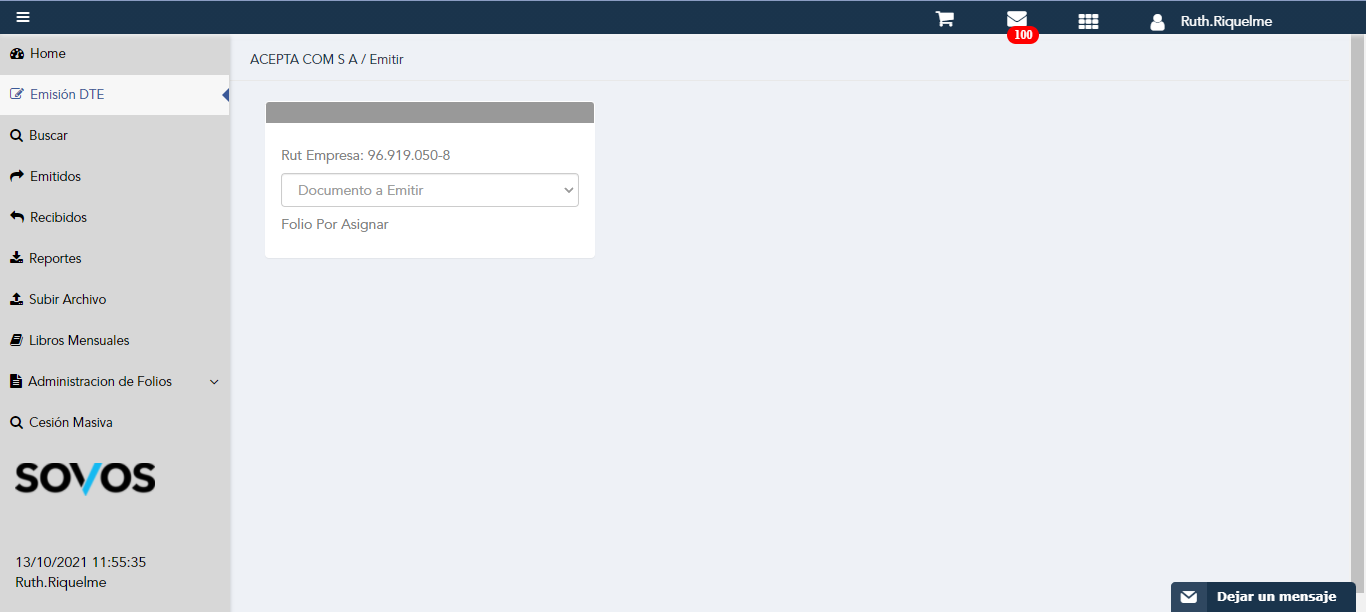 100
Ruth.Riquelme
Home
ACEPTA COM S A / Emitir
Emisión DTE
Buscar
Emitidos
Recibidos
Reportes
Subir Archivo
Libros Mensuales
Administracion de Folios
Cesión Masiva
Rut Empresa: 96.919.050-8
Documento a Emitir
Folio Por Asignar
SOVOS
13/10/2021 11:55:35
Ruth.Riquelme
Dejar un mensaje